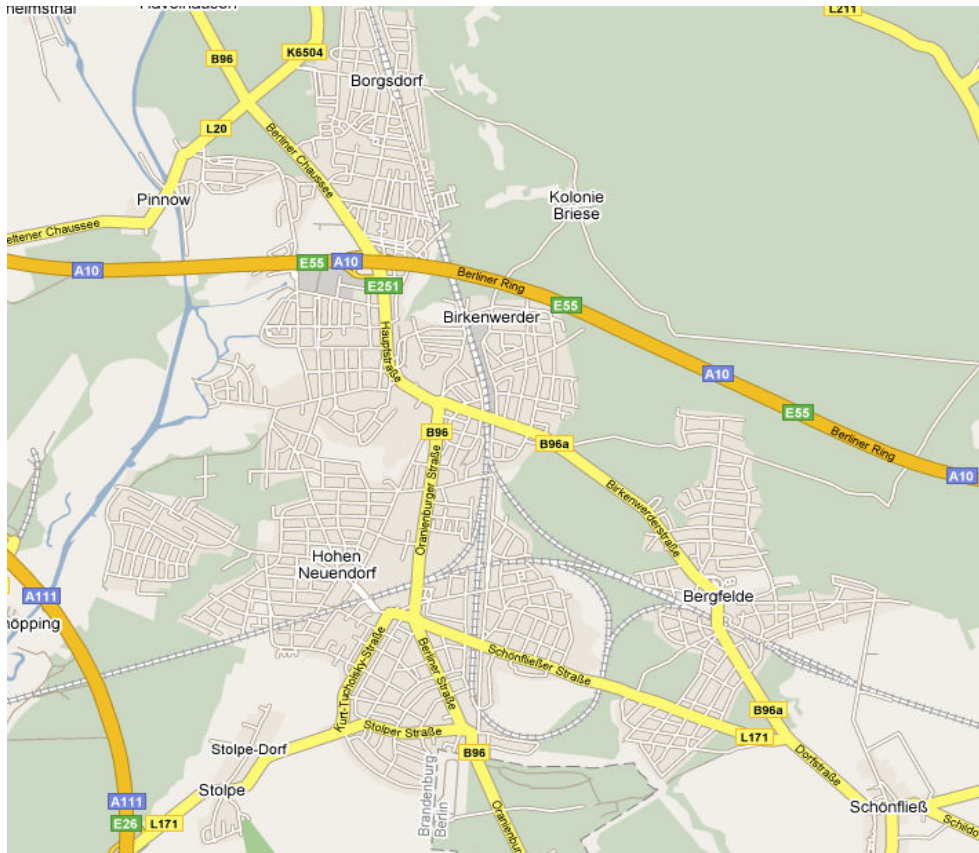 L211
B96
K6504
Borgsdorf
L20
Berliner Chaussee
Pinnow
Kolonie
Briese
eltener Chaussee
A10
E55
A10
Berliner Ring
E251
E55
Birkenwerder
Hauptstraße
A10
E55
Berliner Ring
B96
B96a
A10
Oranienburger Straße
Birkenwerderstraße
Hohen
Neuendorf
A111
Bergfelde
öpping
Kurt-Tucholsky-Straße
Berliner Straße
Schönfließer Straße
B96a
Stolper Straße
Stolpe-Dorf
B96
L171
Dorfstraße
Stolpe
Brandenburg
Berlin
A111
E26
L171
Oranienbur
Schönfließ
Schildo